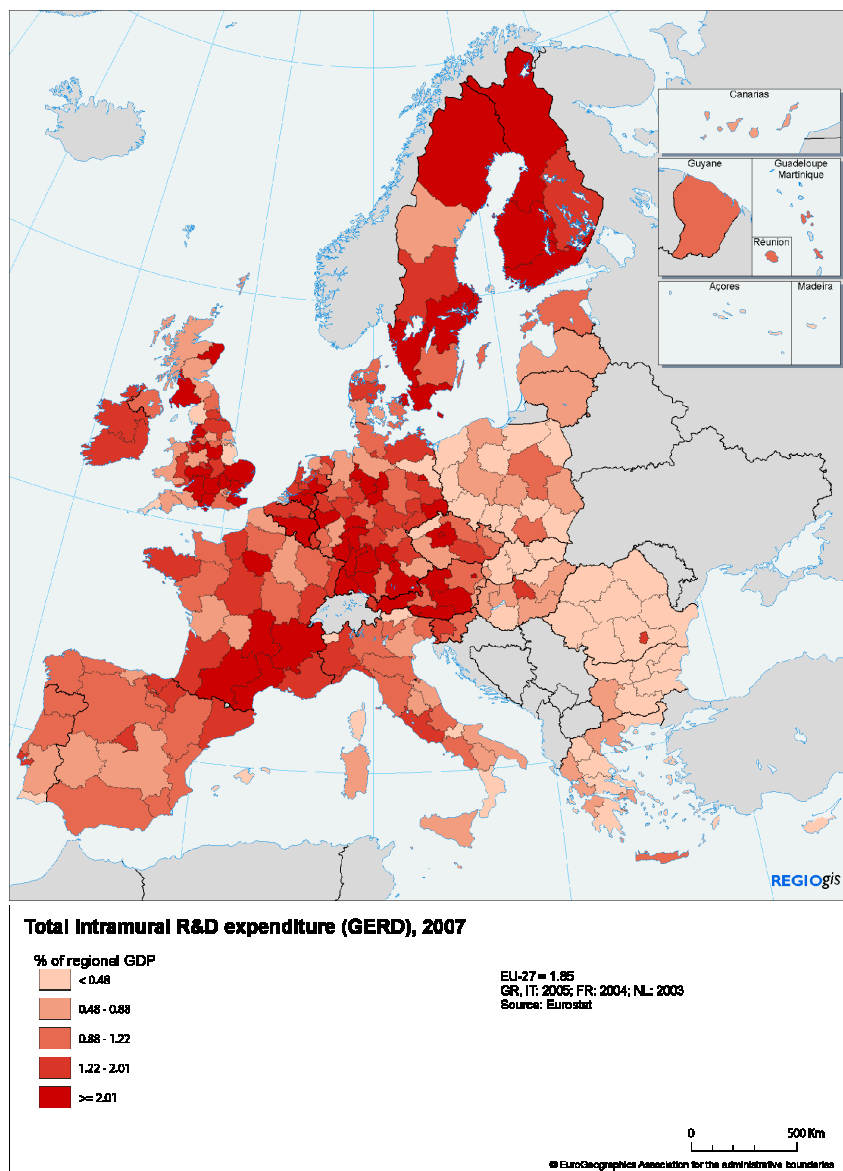 Canarias
Guyane
Guadeloupe
Martinique
Réunion
Açores
Madeira
REGIOgis
Total intramural R&D expenditure (GERD), 2007
% of regional GDP
< 0.48
0.48 - 0.88
0.88 - 1.22
1.22 - 2.01
>= 2.01
EU-27 = 1.85
GR, IT: 2005; FR: 2004; NL: 2003
Source: Eurostat
0 500 Km
© EuroGeographics Association for the administrative boundaries